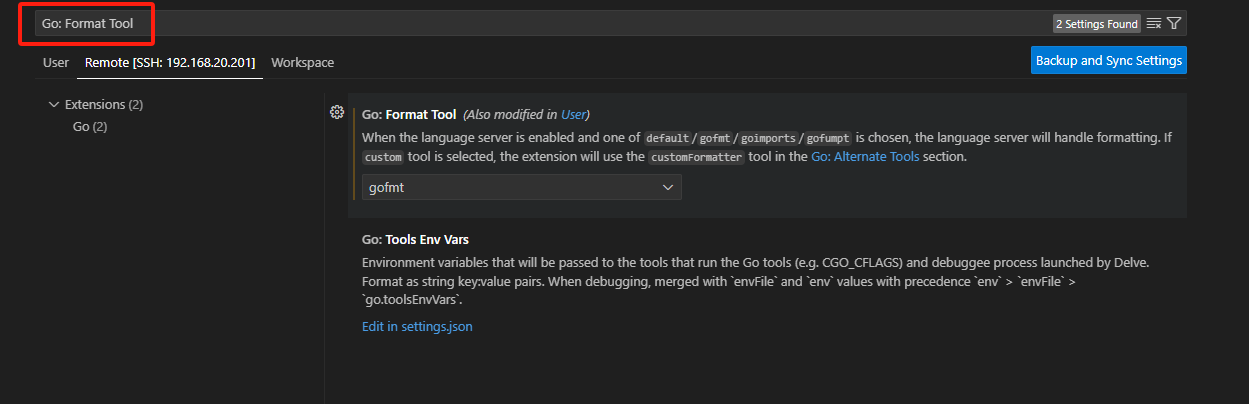 Go: Format Tool
2 Settings Found
User
Remote [SSH: 192.168.20.201]
Workspace
Backup and Sync Settings
Extensions (2)
Go (2)
Go: Format Tool (Also modified in User)
When the language server is enabled and one of default/gofmt/goimports/gofumpt is chosen, the language server will handle formatting. If
custom tool is selected, the extension will use the customFormatter tool in the Go: Alternate Tools section.
gofmt
Go: Tools Env Vars
Environment variables that will be passed to the tools that run the Go tools (e.g. CGO_CFLAGS) and debuggee process launched by Delve.
Format as string key:value pairs. When debugging, merged with `envFile` and `env` values with precedence `env` > `envFile` >
`go.toolsEnvVars`.
Edit in settings.json